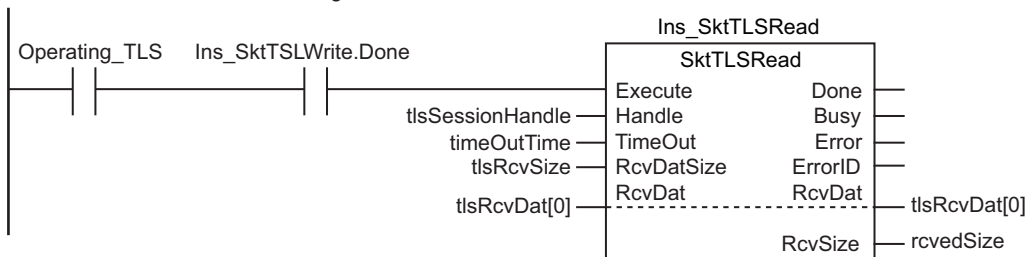 Ins_SktTLSRead
Operating_TLS Ins_SktTSLWrite.Done SktTLSRead
Execute Done
tlsSessionHandle Handle Busy
timeOutTime TimeOut Error
tlsRcvSize RcvDatSize ErrorID
tlsRcvDat[0] RcvDat RcvDat tlsRcvDat[0]
RcvSize rcvedSize